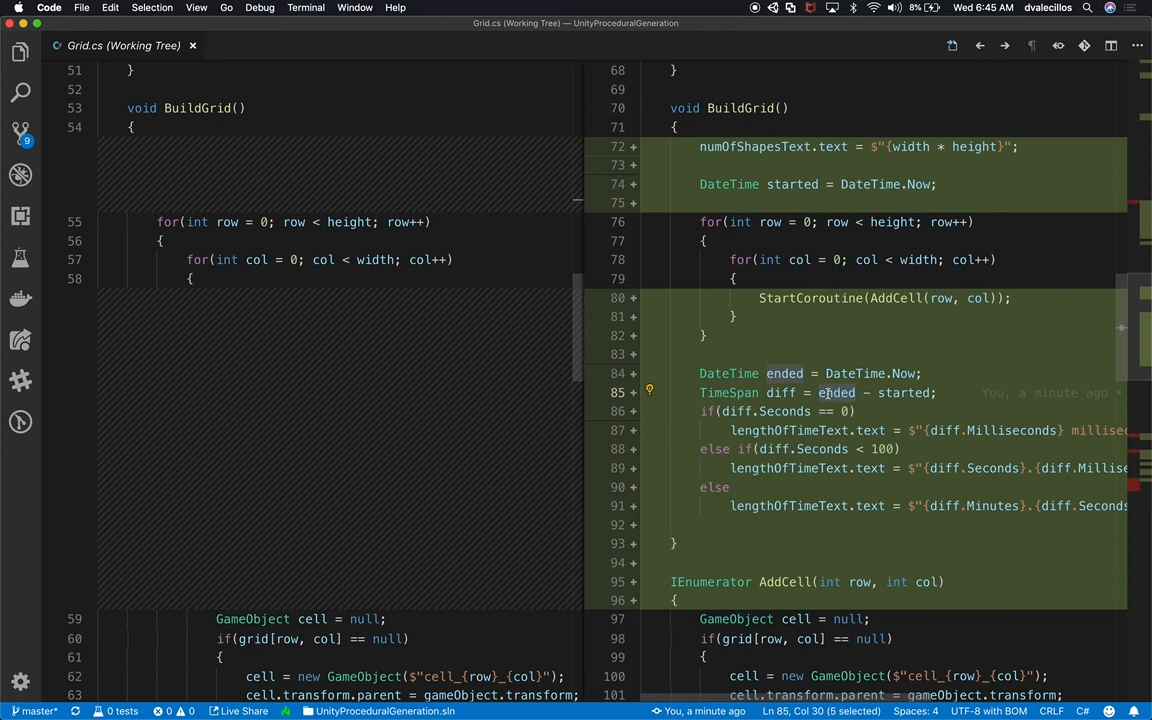 Code File Edit Selection View Go Debug Terminal Window Help 8% Wed 6:45 AM dvalecillos
Grid.cs (Working Tree) — UnityProceduralGeneration
Grid.cs (Working Tree) ×
51 }
52
53 void BuildGrid()
54 {
55 for(int row = 0; row < height; row++)
56 {
57 for(int col = 0; col < width; col++)
58 {
59 GameObject cell = null;
60 if(grid[row, col] == null)
61 {
62 cell = new GameObject($"cell_{row}_{col}");
63 cell.transform.parent = gameObject.transform;
68 }
69
70 void BuildGrid()
71 {
72 + numOfShapesText.text = $"{width * height}";
73 +
74 + DateTime started = DateTime.Now;
75 +
76 for(int row = 0; row < height; row++)
77 {
78 for(int col = 0; col < width; col++)
79 {
80 + StartCoroutine(AddCell(row, col));
81 + }
82 + }
83 +
84 + DateTime ended = DateTime.Now;
85 + TimeSpan diff = ended - started; You, a minute ago •
86 + if(diff.Seconds == 0)
87 + lengthOfTimeText.text = $"{diff.Milliseconds} millisec
88 + else if(diff.Seconds < 100)
89 + lengthOfTimeText.text = $"{diff.Seconds}.{diff.Millise
90 + else
91 + lengthOfTimeText.text = $"{diff.Minutes}.{diff.Seconds
92 +
93 + }
94 +
95 + IEnumerator AddCell(int row, int col)
96 + {
97 GameObject cell = null;
98 if(grid[row, col] == null)
99 {
100 cell = new GameObject($"cell_{row}_{col}");
101 cell.transform.parent = gameObject.transform;
9
master* 0 tests 0 0 Live Share UnityProceduralGeneration.sln You, a minute ago Ln 85, Col 30 (5 selected) Spaces: 4 UTF-8 with BOM CRLF C#